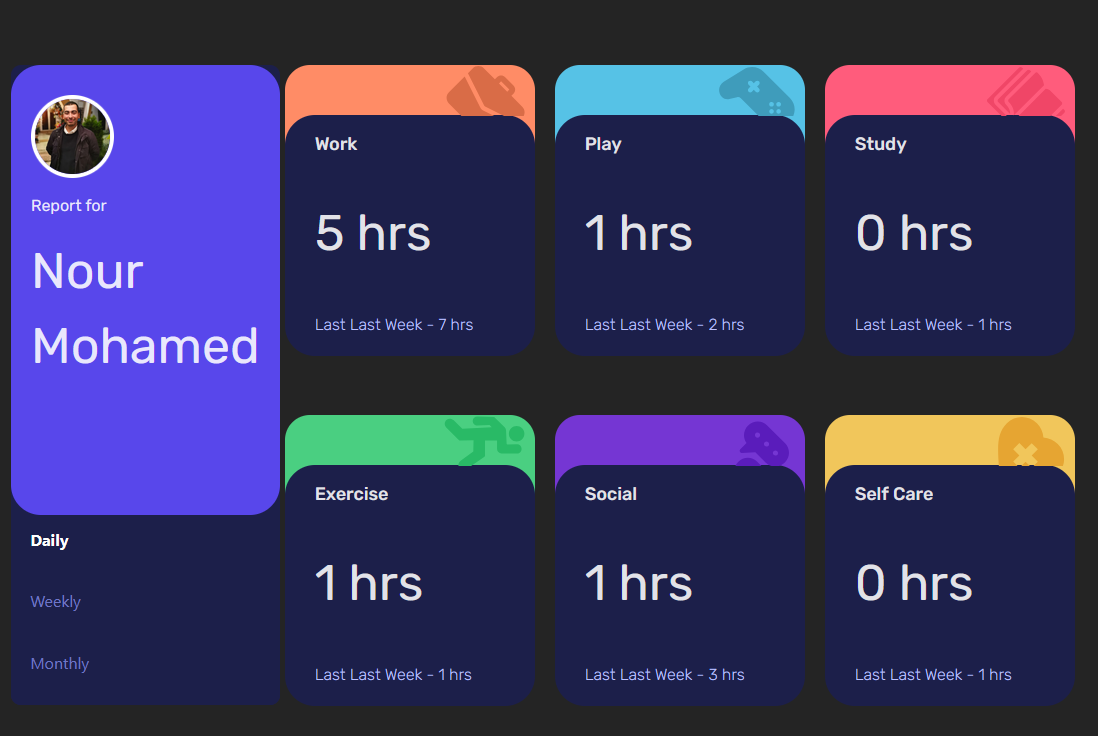 Report for
Nour
Mohamed
Daily
Weekly
Monthly
Work
5 hrs
Last Last Week - 7 hrs
Play
1 hrs
Last Last Week - 2 hrs
Study
0 hrs
Last Last Week - 1 hrs
Exercise
1 hrs
Last Last Week - 1 hrs
Social
1 hrs
Last Last Week - 3 hrs
Self Care
0 hrs
Last Last Week - 1 hrs